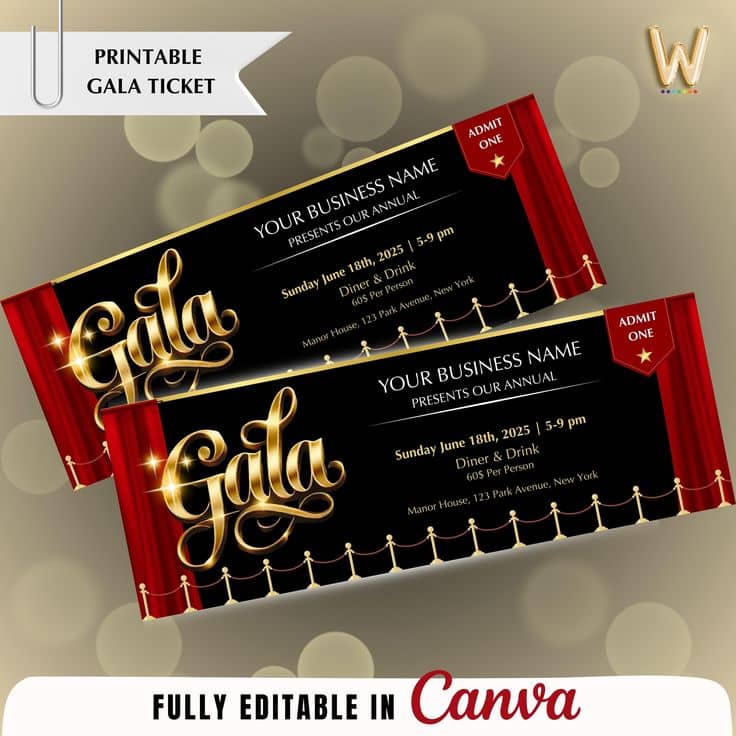 PRINTABLE
GALA TICKET
W
ADMIT
ONE
YOUR BUSINESS NAME
PRESENTS OUR ANNUAL
Gala
Sunday June 18th, 2025 | 5-9 pm
Diner & Drink
60$ Per Person
Manor House, 123 Park Avenue, New York
ADMIT
ONE
YOUR BUSINESS NAME
PRESENTS OUR ANNUAL
Gala
Sunday June 18th, 2025 | 5-9 pm
Diner & Drink
60$ Per Person
Manor House, 123 Park Avenue, New York
FULLY EDITABLE IN Canva